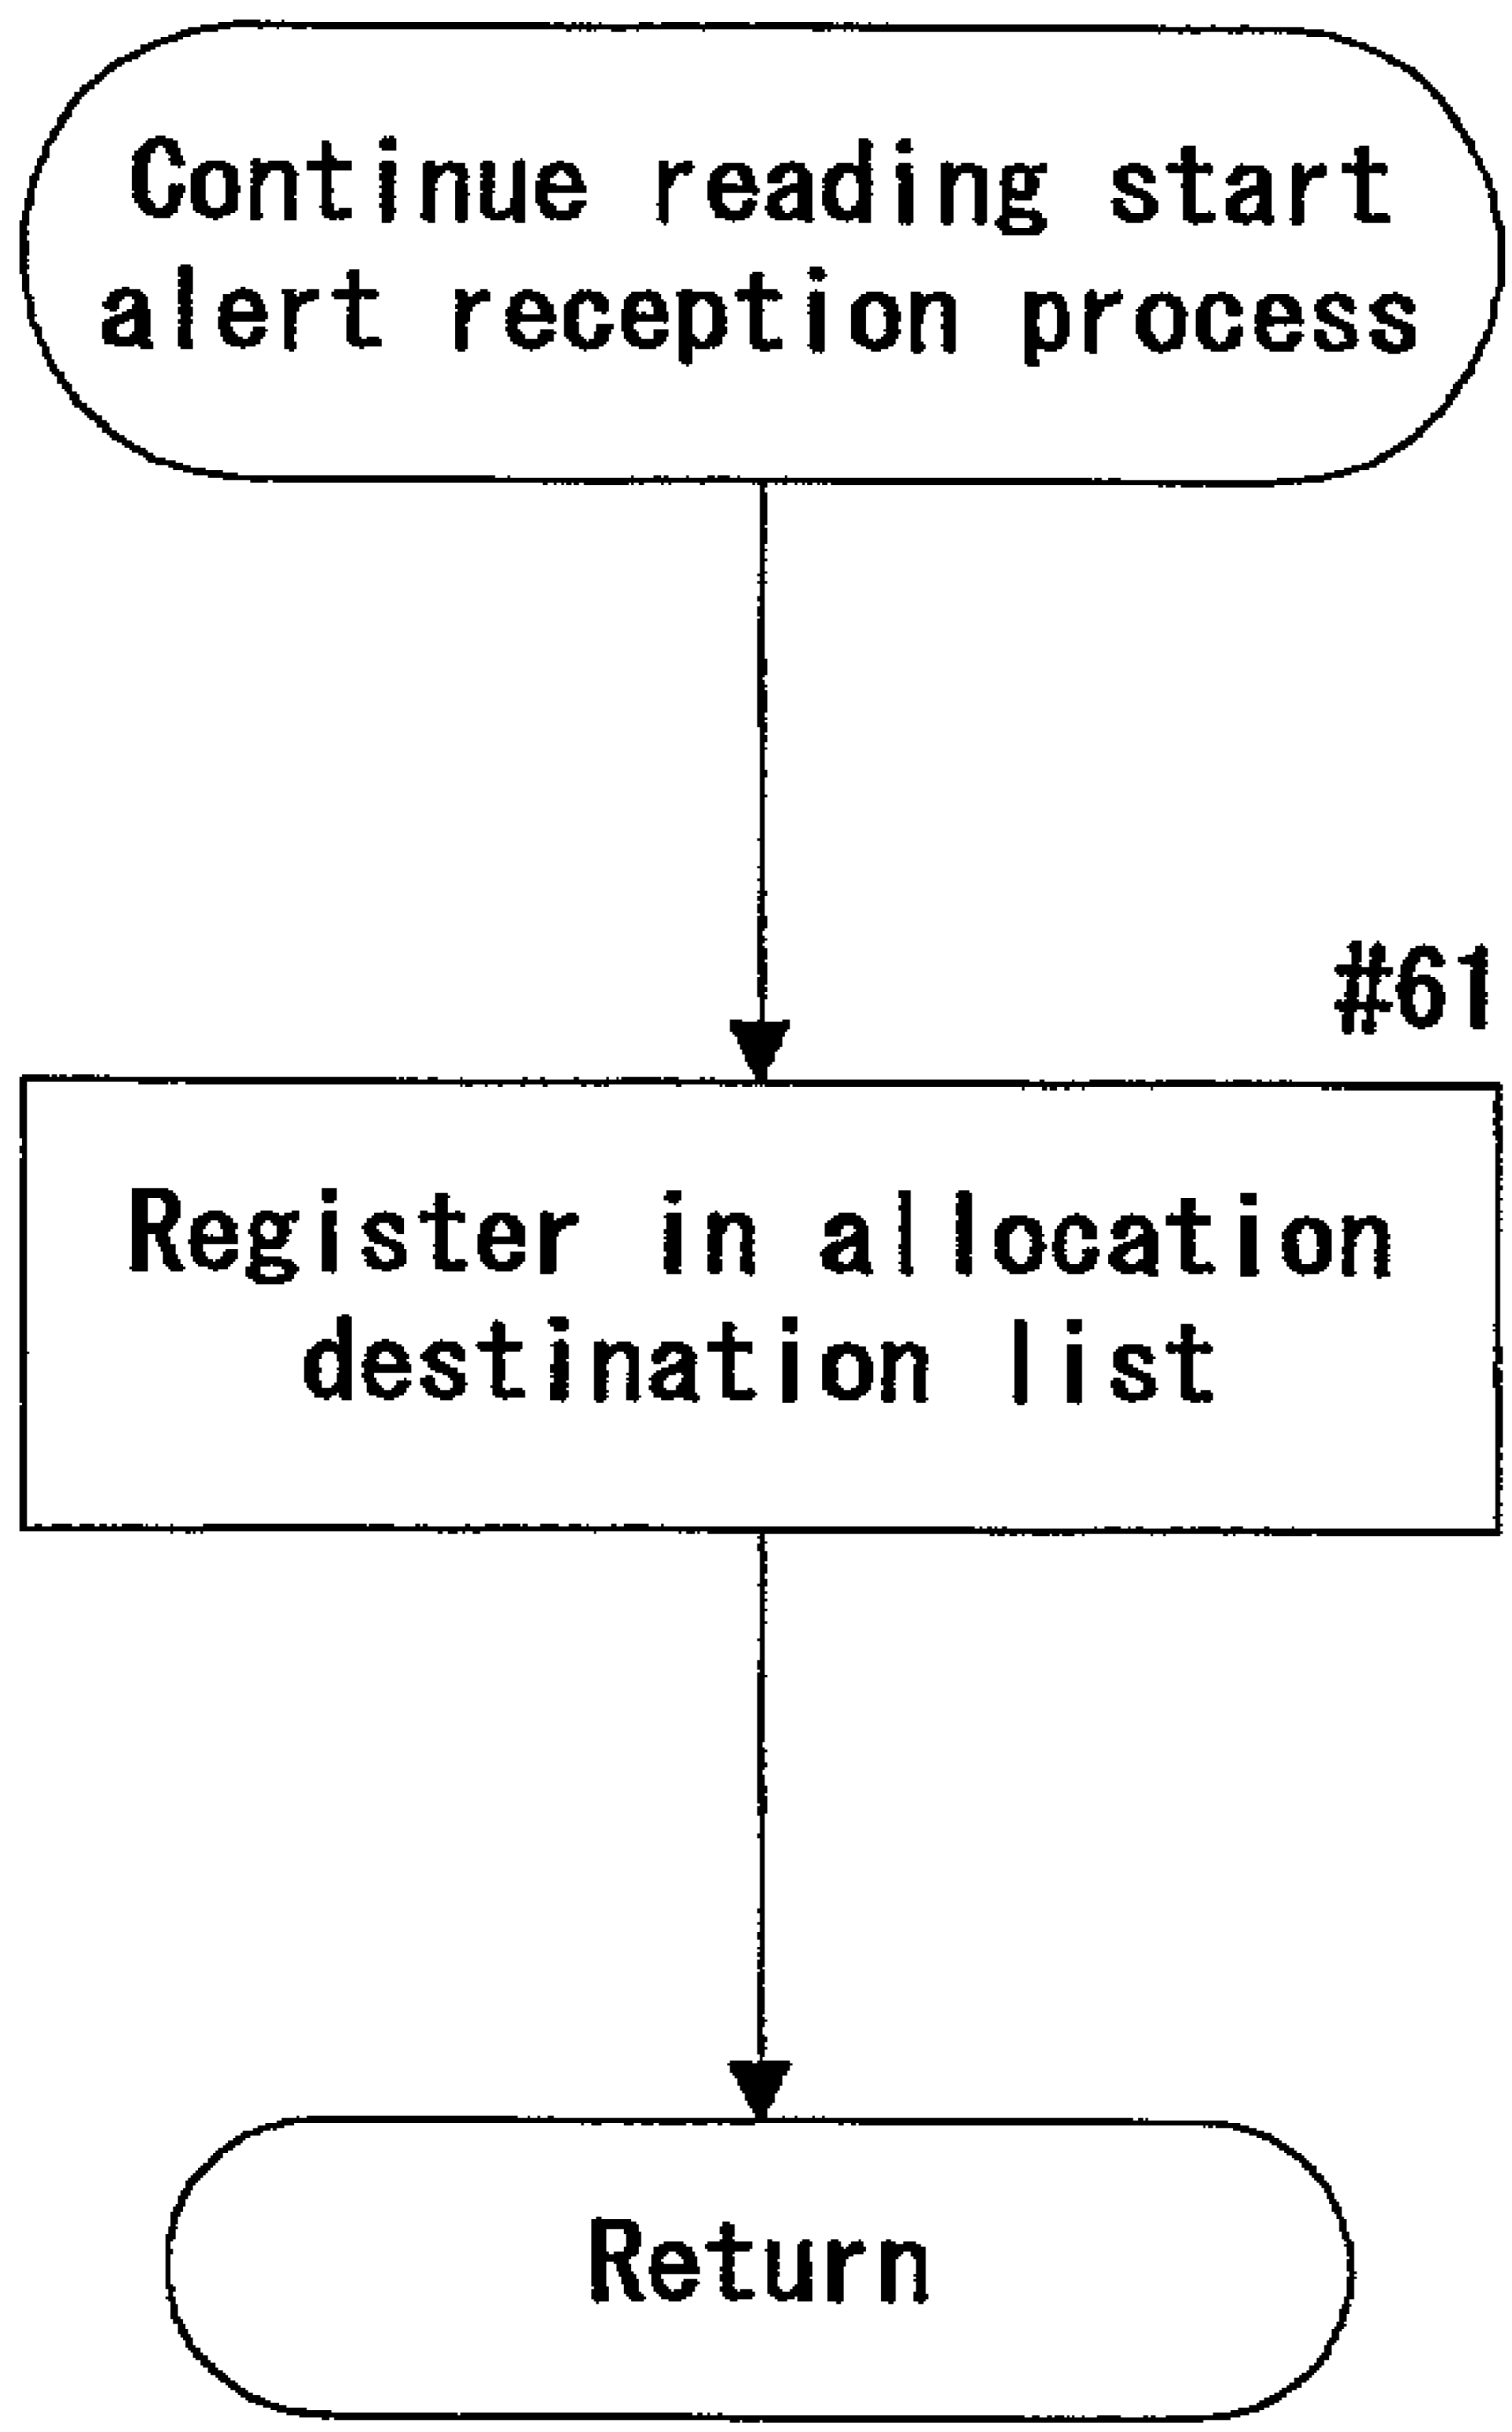 Continue reading start
alert reception process
#61
Register in allocation
destination list
Return